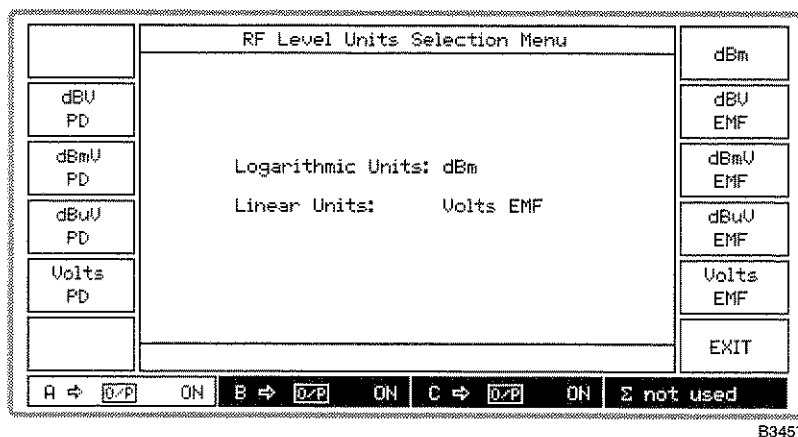 RF Level Units Selection Menu
dBm
dBV
PD
dBV
EMF
dBmV
PD
Logarithmic Units: dBm
dBmV
EMF
dBuV
PD
Linear Units: Volts EMF
dBuV
EMF
Volts
PD
Volts
EMF
EXIT
A ⇨ O/P ON B ⇨ O/P ON C ⇨ O/P ON Σ not used
B3451